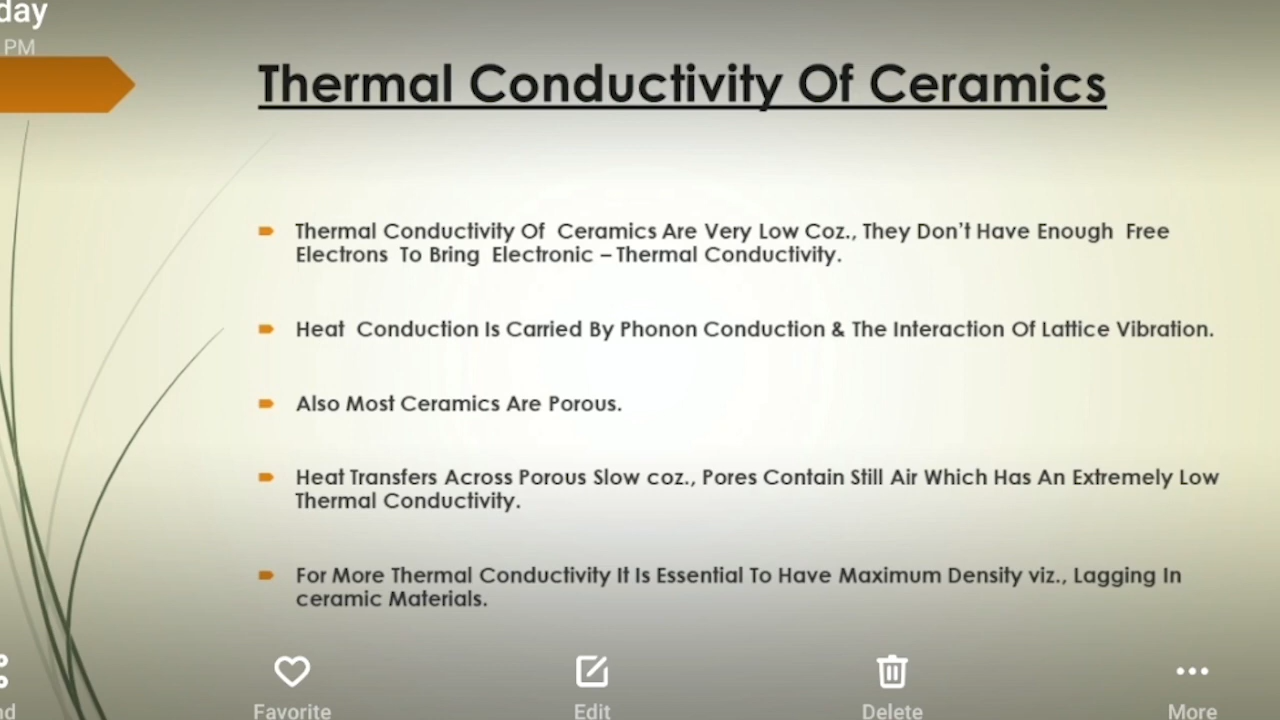 day
PM
Thermal Conductivity Of Ceramics
Thermal Conductivity Of Ceramics Are Very Low Coz., They Don't Have Enough Free
Electrons To Bring Electronic – Thermal Conductivity.
Heat Conduction Is Carried By Phonon Conduction & The Interaction Of Lattice Vibration.
Also Most Ceramics Are Porous.
Heat Transfers Across Porous Slow coz., Pores Contain Still Air Which Has An Extremely Low
Thermal Conductivity.
For More Thermal Conductivity It Is Essential To Have Maximum Density viz., Lagging In
ceramic Materials.
nd
Favorite
Edit
Delete
More